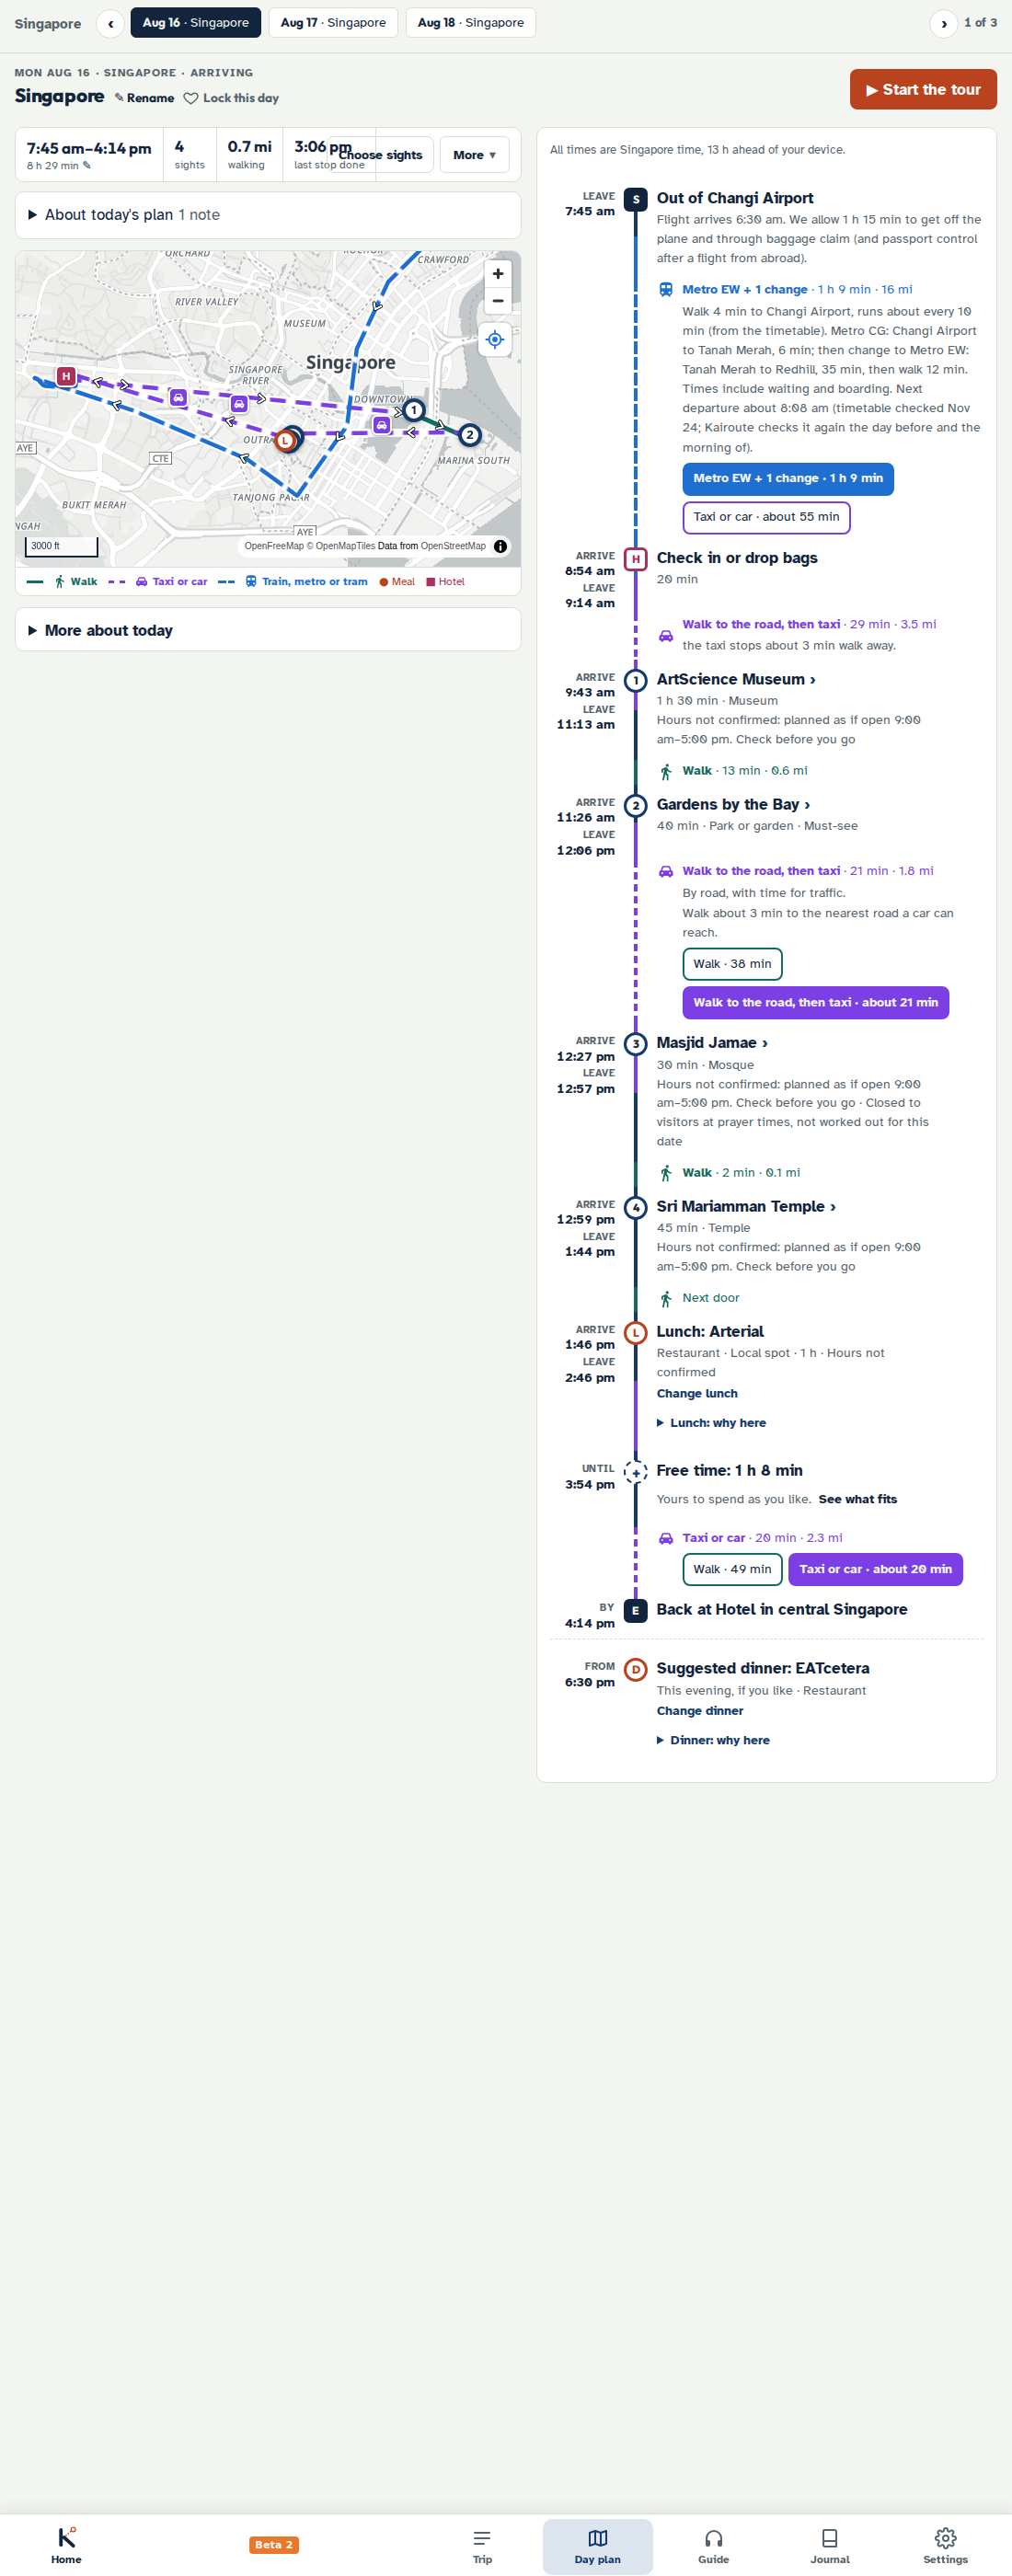 Singapore
‹
Aug 16 · Singapore
Aug 17 · Singapore
Aug 18 · Singapore
›
1 of 3
MON AUG 16 · SINGAPORE · ARRIVING
Singapore
✎ Rename
Lock this day
▶ Start the tour
7:45 am–4:14 pm
8 h 29 min ✎
4
sights
0.7 mi
walking
3:06 pm
last stop done
Choose sights
More ▾
▶ About today's plan 1 note
ORCHARD
ROCHOR
CRAWFORD
RIVER VALLEY
MUSEUM
Singapore
SINGAPORE
RIVER
DOWNTOWN
H
1
2
L
OUTRA
AYE
CTE
MARINA SOUTH
BUKIT MERAH
TANJONG PAGAR
NGAH
AYE
+
−
3000 ft
OpenFreeMap © OpenMapTiles Data from OpenStreetMap
Walk
Taxi or car
Train, metro or tram
Meal
Hotel
▶ More about today
All times are Singapore time, 13 h ahead of your device.
LEAVE
7:45 am
S
Out of Changi Airport
Flight arrives 6:30 am. We allow 1 h 15 min to get off the
plane and through baggage claim (and passport control
after a flight from abroad).
Metro EW + 1 change · 1 h 9 min · 16 mi
Walk 4 min to Changi Airport, runs about every 10
min (from the timetable). Metro CG: Changi Airport
to Tanah Merah, 6 min; then change to Metro EW:
Tanah Merah to Redhill, 35 min, then walk 12 min.
Times include waiting and boarding. Next
departure about 8:08 am (timetable checked Nov
24; Kairoute checks it again the day before and the
morning of).
Metro EW + 1 change · 1 h 9 min
Taxi or car · about 55 min
ARRIVE
8:54 am
LEAVE
9:14 am
H
Check in or drop bags
20 min
Walk to the road, then taxi · 29 min · 3.5 mi
the taxi stops about 3 min walk away.
ARRIVE
9:43 am
LEAVE
11:13 am
1
ArtScience Museum ›
1 h 30 min · Museum
Hours not confirmed: planned as if open 9:00
am–5:00 pm. Check before you go
Walk · 13 min · 0.6 mi
ARRIVE
11:26 am
LEAVE
12:06 pm
2
Gardens by the Bay ›
40 min · Park or garden · Must-see
Walk to the road, then taxi · 21 min · 1.8 mi
By road, with time for traffic.
Walk about 3 min to the nearest road a car can
reach.
Walk · 38 min
Walk to the road, then taxi · about 21 min
ARRIVE
12:27 pm
LEAVE
12:57 pm
3
Masjid Jamae ›
30 min · Mosque
Hours not confirmed: planned as if open 9:00
am–5:00 pm. Check before you go · Closed to
visitors at prayer times, not worked out for this
date
Walk · 2 min · 0.1 mi
ARRIVE
12:59 pm
LEAVE
1:44 pm
4
Sri Mariamman Temple ›
45 min · Temple
Hours not confirmed: planned as if open 9:00
am–5:00 pm. Check before you go
Next door
ARRIVE
1:46 pm
LEAVE
2:46 pm
L
Lunch: Arterial
Restaurant · Local spot · 1 h · Hours not
confirmed
Change lunch
▶ Lunch: why here
UNTIL
3:54 pm
+
Free time: 1 h 8 min
Yours to spend as you like. See what fits
Taxi or car · 20 min · 2.3 mi
Walk · 49 min
Taxi or car · about 20 min
BY
4:14 pm
E
Back at Hotel in central Singapore
FROM
6:30 pm
D
Suggested dinner: EATcetera
This evening, if you like · Restaurant
Change dinner
▶ Dinner: why here
Home
Beta 2
Trip
Day plan
Guide
Journal
Settings